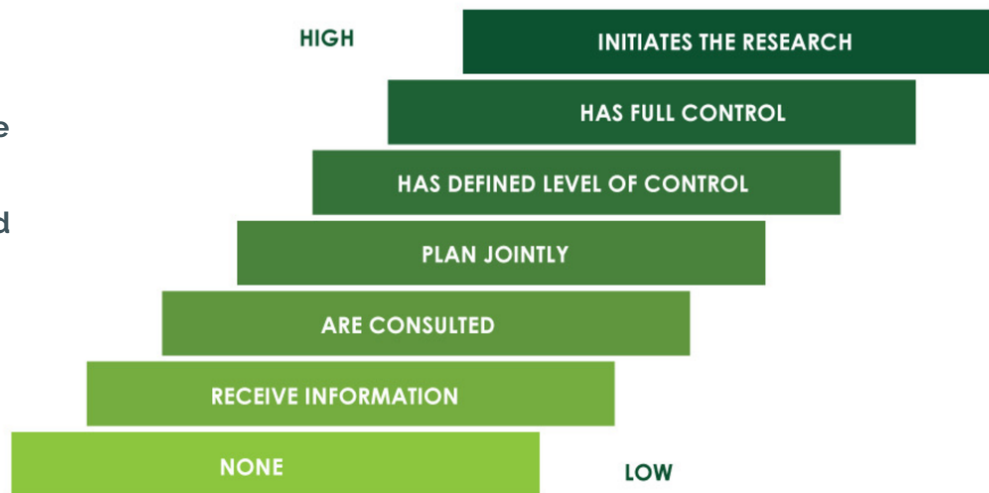 HIGH
INITIATES THE RESEARCH
HAS FULL CONTROL
HAS DEFINED LEVEL OF CONTROL
PLAN JOINTLY
ARE CONSULTED
RECEIVE INFORMATION
NONE
LOW